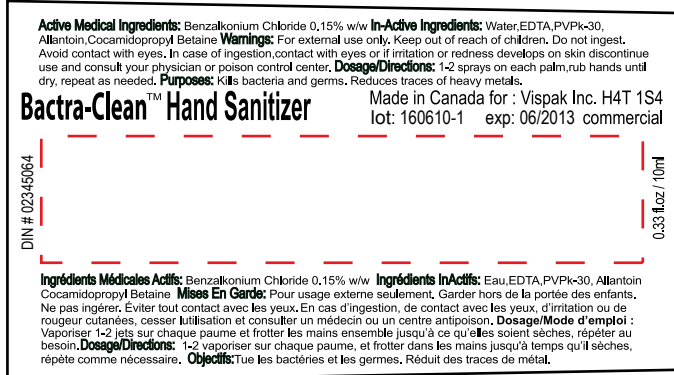 Active Medical Ingredients: Benzalkonium Chloride 0.15% w/w In-Active Ingredients: Water,EDTA,PVPk-30,
Allantoin,Cocamidopropyl Betaine Warnings: For external use only. Keep out of reach of children. Do not ingest.
Avoid contact with eyes. In case of ingestion,contact with eyes or if irritation or redness develops on skin discontinue
use and consult your physician or poison control center. Dosage/Directions: 1-2 sprays on each palm,rub hands until
dry, repeat as needed. Purposes: Kills bacteria and germs. Reduces traces of heavy metals.
Bactra-Clean™ Hand Sanitizer
Made in Canada for : Vispak Inc. H4T 1S4
lot: 160610-1 exp: 06/2013 commercial
DIN # 02345064
0.33 fl.oz / 10ml
Ingrédients Médicales Actifs: Benzalkonium Chloride 0.15% w/w Ingrédients InActifs: Eau,EDTA,PVPk-30, Allantoin
Cocamidopropyl Betaine Mises En Garde: Pour usage externe seulement. Garder hors de la portée des enfants.
Ne pas ingérer. Éviter tout contact avec les yeux. En cas d'ingestion, de contact avec les yeux, d'irritation ou de
rougeur cutanées, cesser lutilisation et consulter un médecin ou un centre antipoison. Dosage/Mode d'emploi :
Vaporiser 1-2 jets sur chaque paume et frotter les mains ensemble jusqu'à ce qu'elles soient sèches, répéter au
besoin.Dosage/Directions: 1-2 vaporiser sur chaque paume, et frotter dans les mains jusqu'à temps qu'il sèches,
répète comme nécessaire. Objectifs:Tue les bactéries et les germes. Réduit des traces de métal.